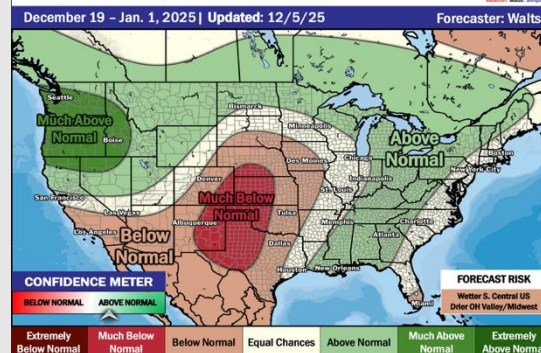 December 19 – Jan. 1, 2025 | Updated: 12/5/25
Forecaster: Walts
Seattle
Much Above
Normal
Boise
Bismarck
Minneapolis
Above
Normal
Boston
New York City
Chicago
Des Moines
Indianapolis
Denver
St. Louis
San Francisco
Much Below
Normal
Las Vegas
Albuquerque
Tulsa
Memphis
Charlotte
Los Angeles
Below
Normal
Dallas
Atlanta
Houston
New Orleans
Miami
CONFIDENCE METER
BELOW NORMAL
ABOVE NORMAL
FORECAST RISK
Wetter S. Central US
Drier OH Valley/Midwest
Extremely
Below Normal
Much Below
Normal
Below Normal
Equal Chances
Above Normal
Much Above
Normal
Extremely
Above Normal